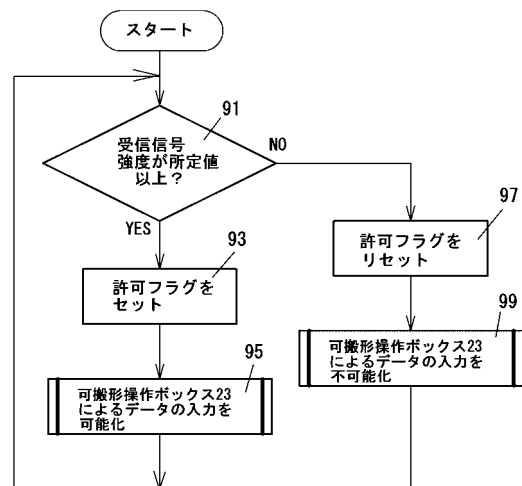 スタート
91
受信信号
強度が所定値
以上?
NO
YES
97
許可フラグを
リセット
93
許可フラグを
セット
99
可搬形操作ボックス23
によるデータの入力を
不可能化
95
可搬形操作ボックス23
によるデータの入力を
可能化